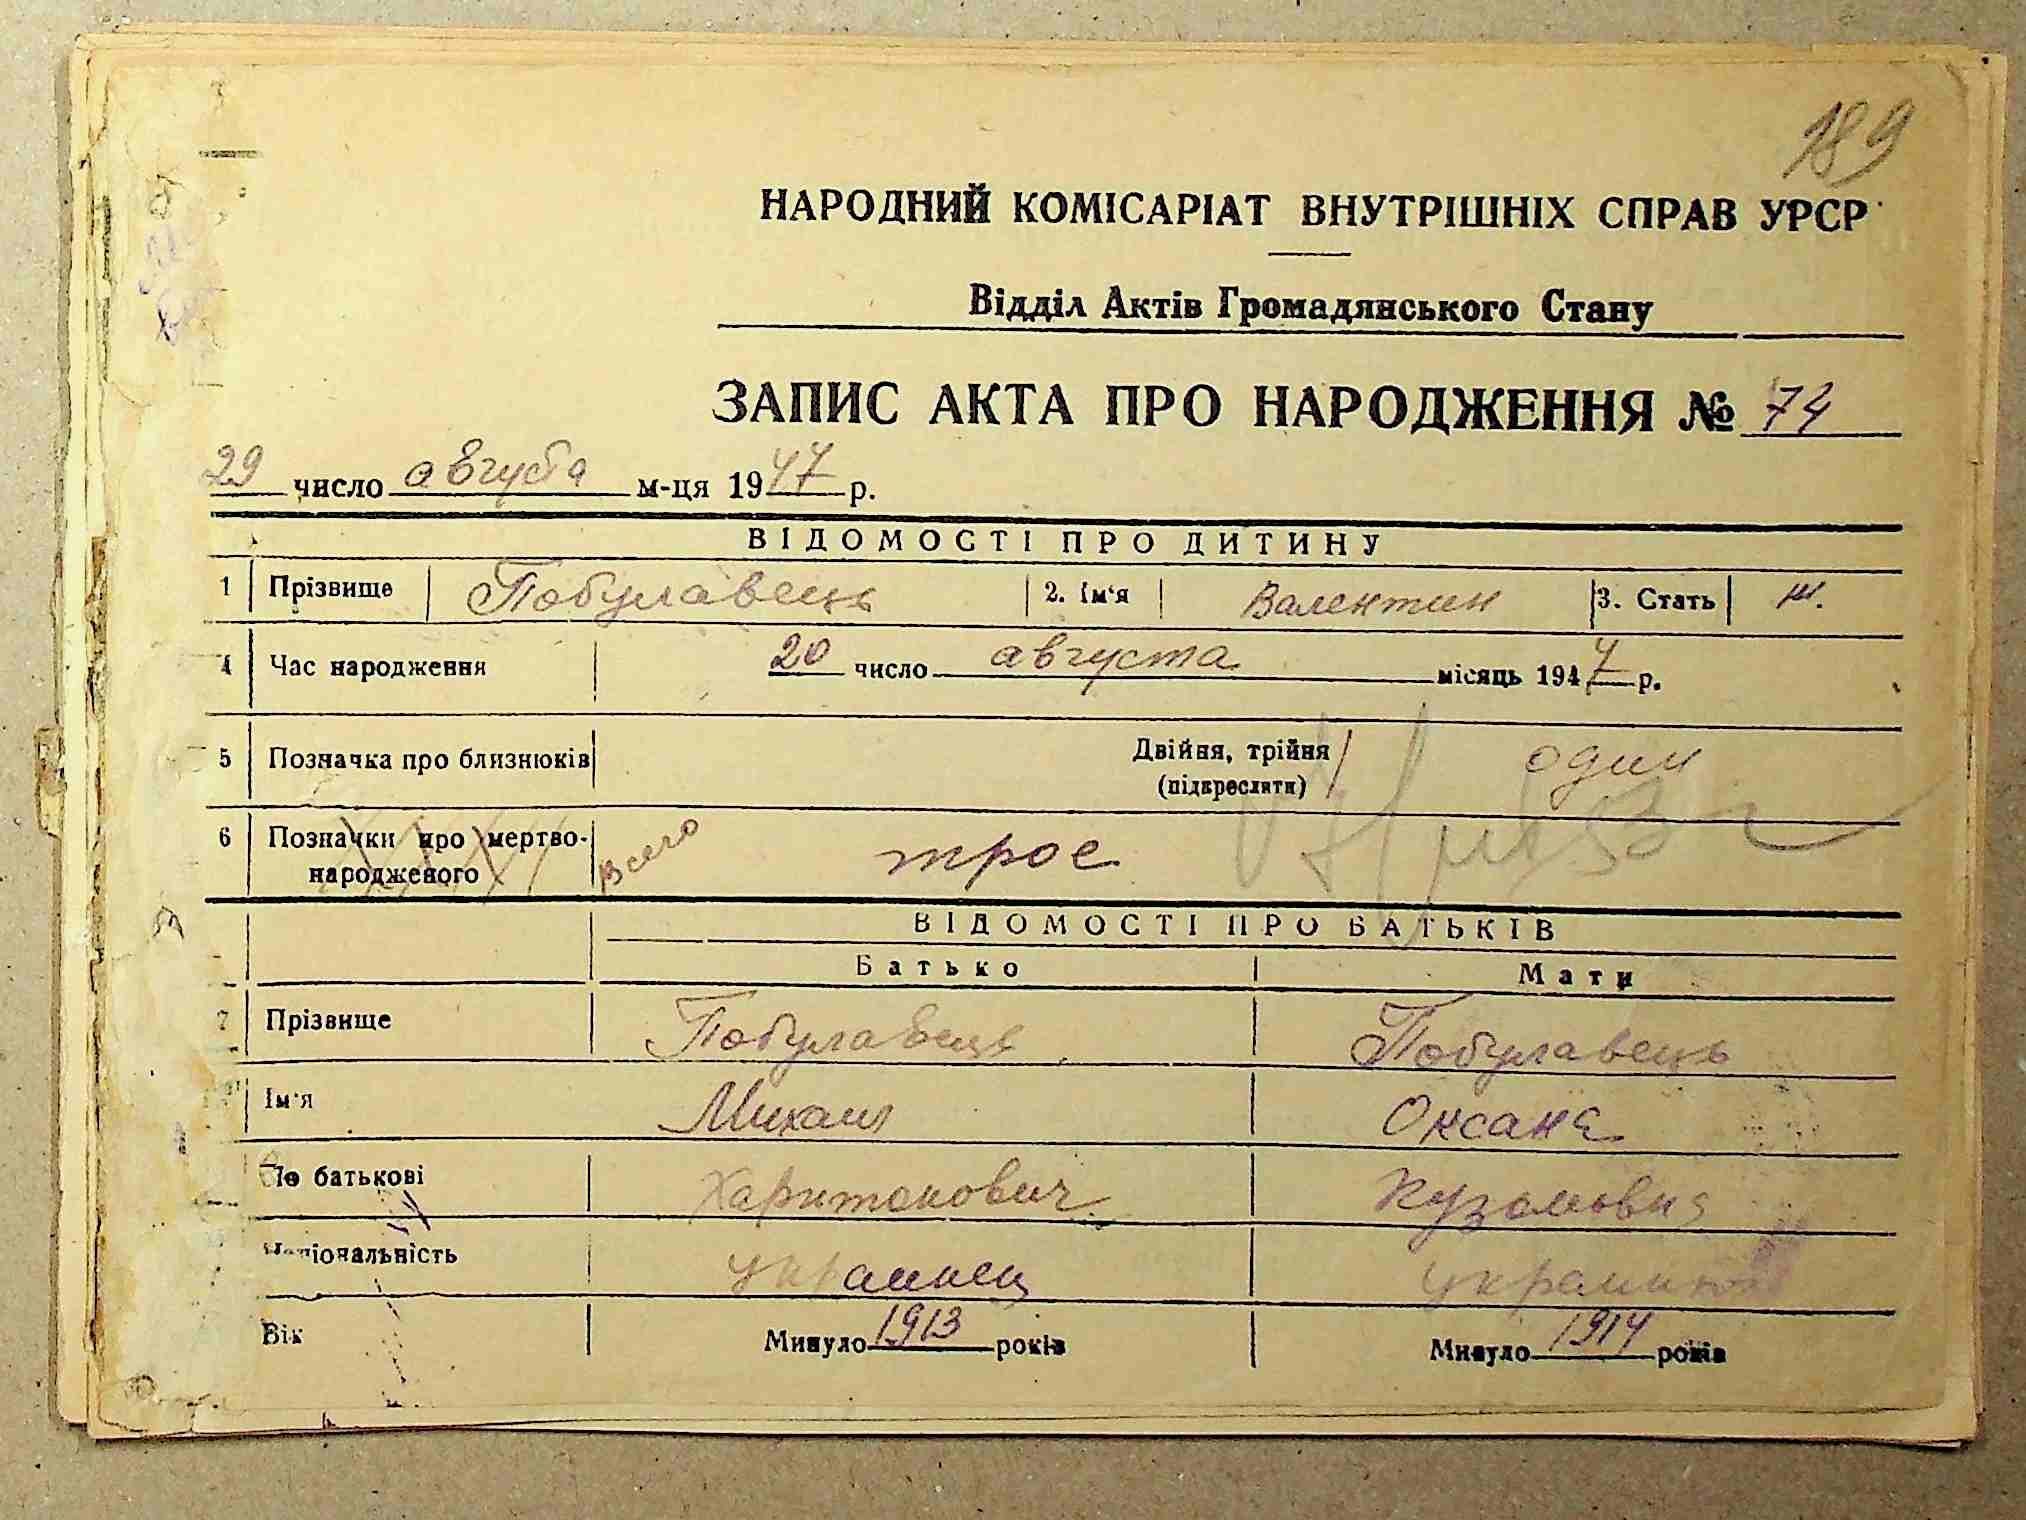 189
НАРОДНИЙ КОМІСАРІАТ ВНУТРІШНІХ СПРАВ УРСР
Відділ Актів Громадянського Стану
ЗАПИС АКТА ПРО НАРОДЖЕННЯ № 74
29 число августа м-ця 1947 р.
ВІДОМОСТІ ПРО ДИТИНУ
1 Прізвище Побулавець 2. Ім'я Валентин 3. Стать
4 Час народження 20 число августа місяць 1947 р.
5 Позначка про близнюків Двійня, трійня (підкреслити) один
6 Позначки про мертвонародженого всего трое
ВІДОМОСТІ ПРО БАТЬКІВ
Батько Мати
7 Прізвище Побулавець Побулавець
Ім'я Михаил Оксана
По батькові Харитонович Кузьмовна
Національність украинец
Вік Минуло 1913 років Минуло 1914 років